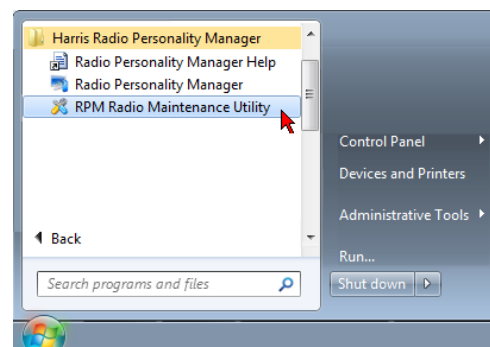 Harris Radio Personality Manager
Radio Personality Manager Help
Radio Personality Manager
RPM Radio Maintenance Utility
Back
Search programs and files
Control Panel
Devices and Printers
Administrative Tools
Run...
Shut down